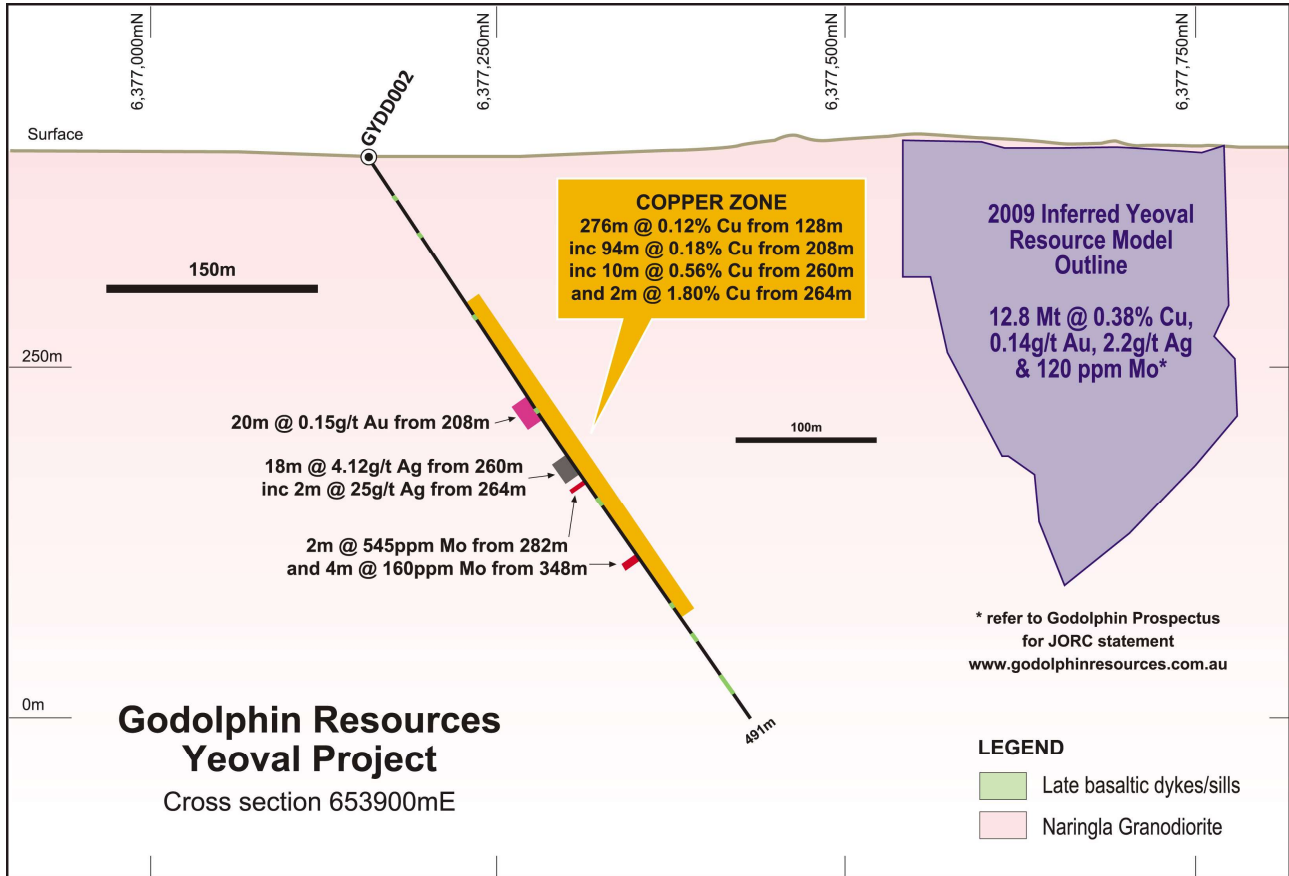 6,377,000mN
6,377,250mN
6,377,500mN
6,377,750mN
Surface
GYDD002
COPPER ZONE
276m @ 0.12% Cu from 128m
inc 94m @ 0.18% Cu from 208m
inc 10m @ 0.56% Cu from 260m
and 2m @ 1.80% Cu from 264m
2009 Inferred Yeoval
Resource Model
Outline
12.8 Mt @ 0.38% Cu,
0.14g/t Au, 2.2g/t Ag
& 120 ppm Mo*
150m
250m
100m
20m @ 0.15g/t Au from 208m
18m @ 4.12g/t Ag from 260m
inc 2m @ 25g/t Ag from 264m
2m @ 545ppm Mo from 282m
and 4m @ 160ppm Mo from 348m
* refer to Godolphin Prospectus
for JORC statement
www.godolphinresources.com.au
0m
491m
Godolphin Resources
Yeoval Project
Cross section 653900mE
LEGEND
Late basaltic dykes/sills
Naringla Granodiorite